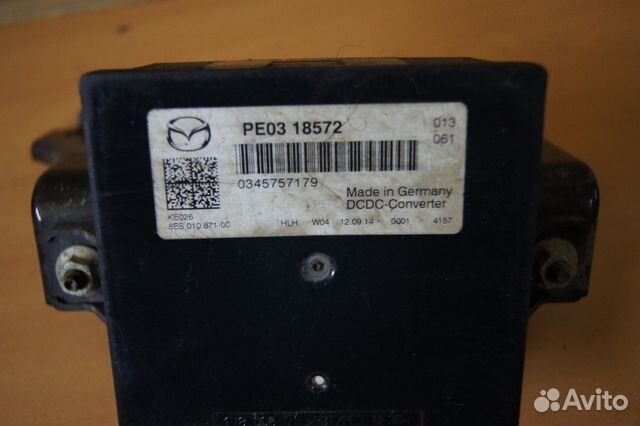 PE03 18572
013
061
0345757179
Made in Germany
DCDC-Converter
KE026
8ES 010 871-00
HLH W04 12.09.14 0001 4157
Avito